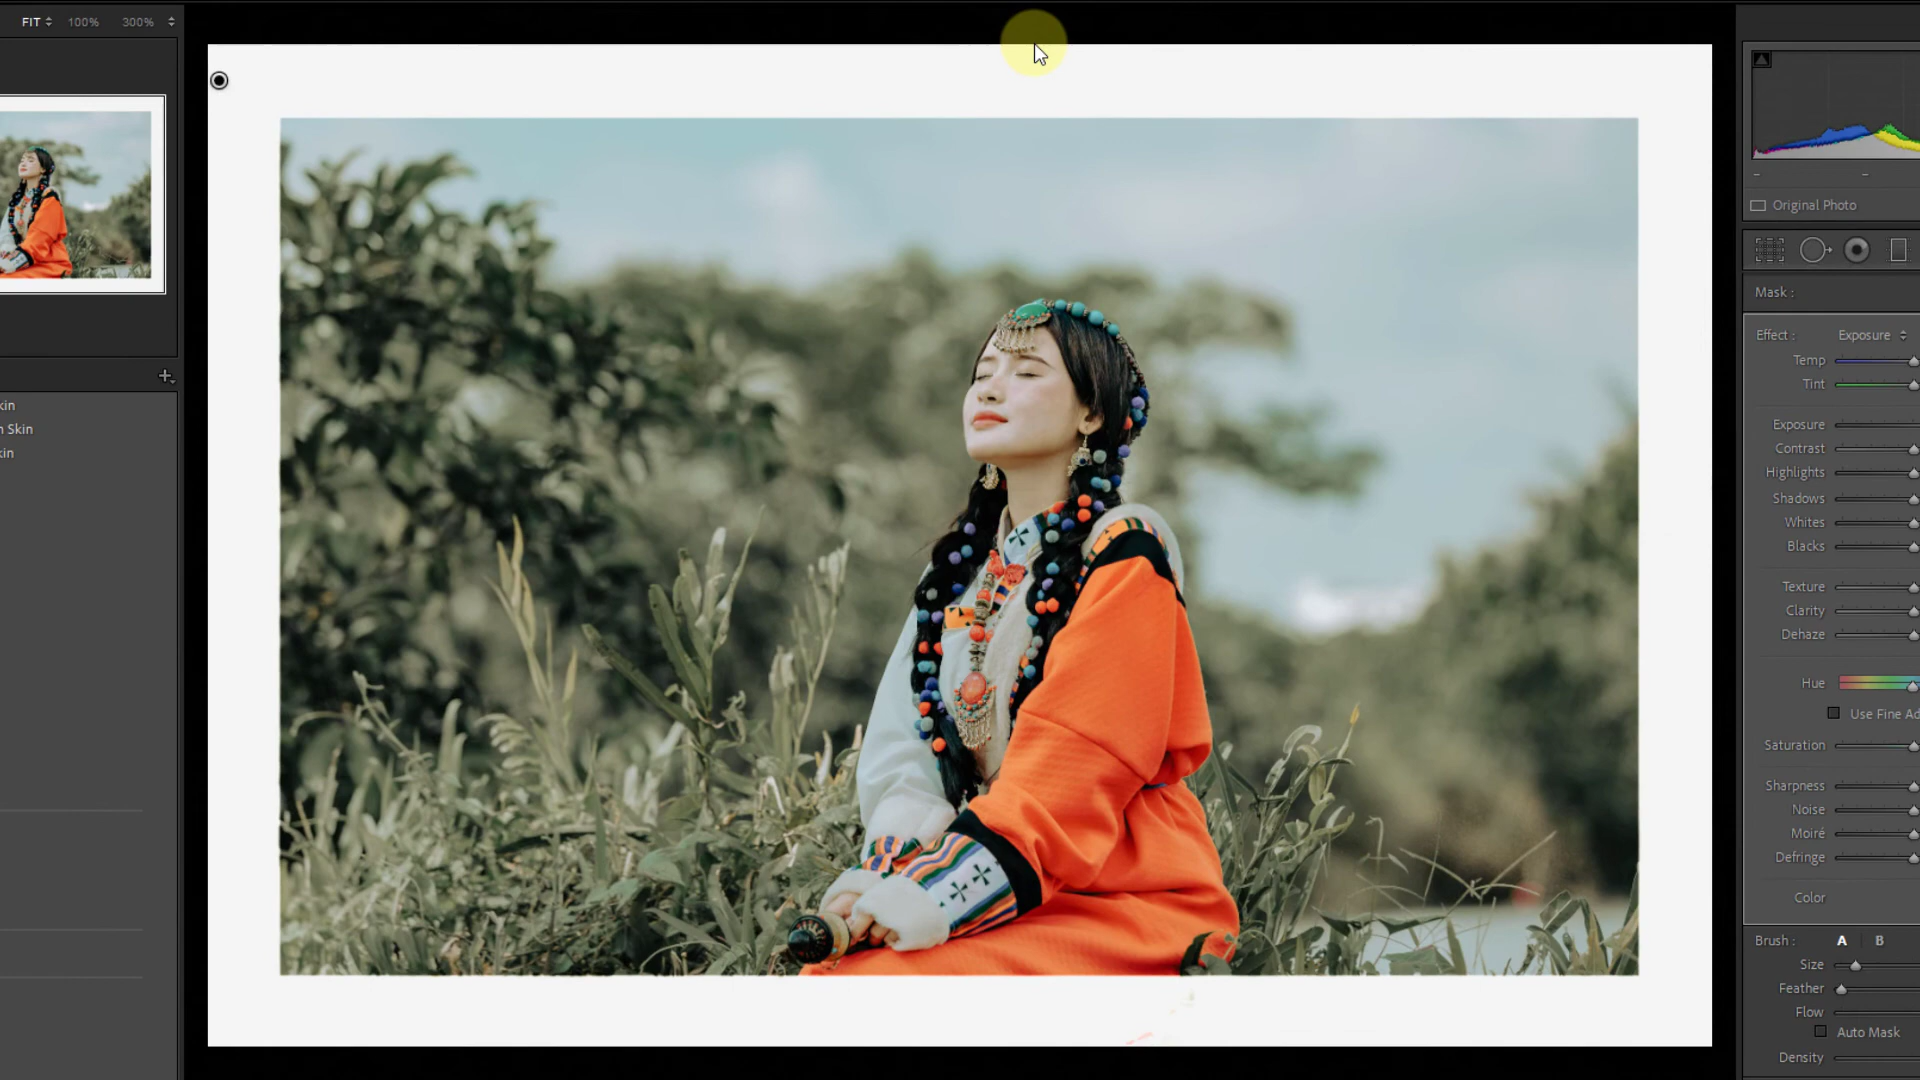 FIT 100% 300%
kin
n Skin
kin
Original Photo
Mask :
Effect : Exposure
Temp
Tint
Exposure
Contrast
Highlights
Shadows
Whites
Blacks
Texture
Clarity
Dehaze
Hue
Use Fine Ad
Saturation
Sharpness
Noise
Moiré
Defringe
Color
Brush : A B
Size
Feather
Flow
Auto Mask
Density